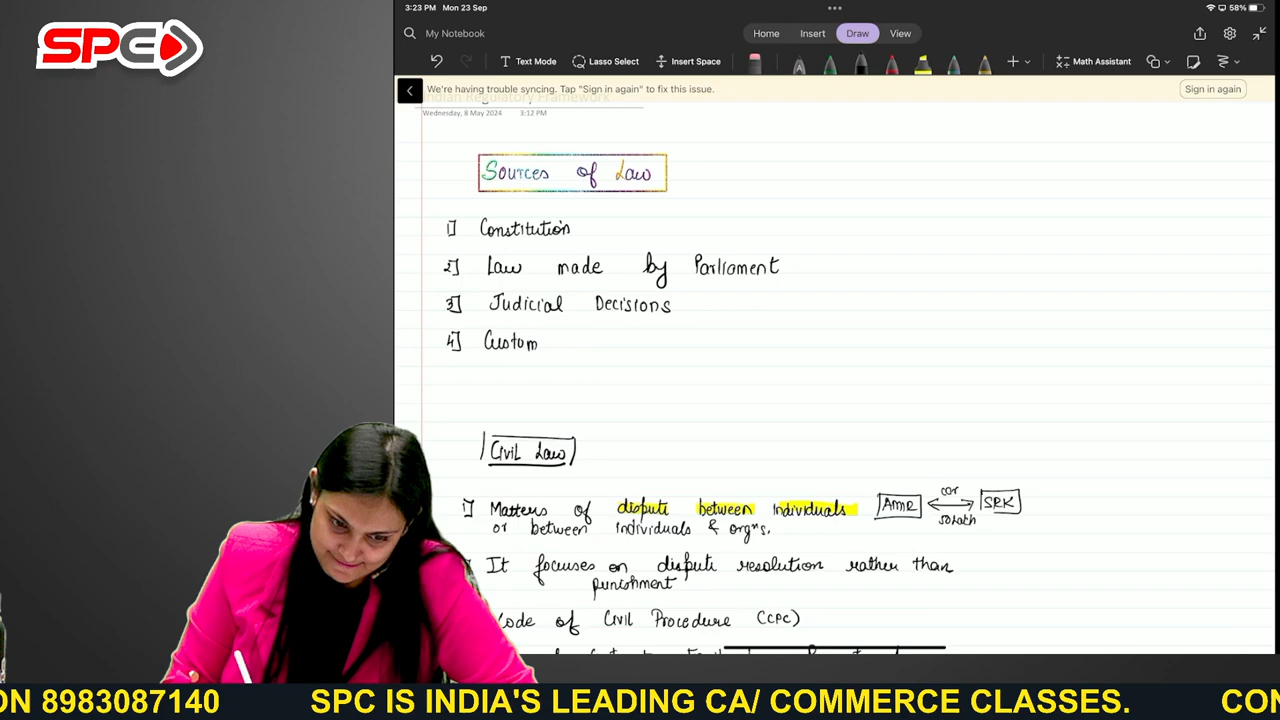 SPC
3:23 PM Mon 23 Sep
58%
My Notebook
Home Insert Draw View
Text Mode Lasso Select Insert Space Math Assistant
We're having trouble syncing. Tap "Sign in again" to fix this issue. Sign in again
Indian Regulatory Framework
Wednesday, 8 May 2024 3:12 PM
Sources of Law
1] Constitution
2] Law made by Parliament
3] Judicial Decisions
4] Custom
Civil Law
1] Matters of dispute between individuals
or between individuals & orgns.
car
SRK
It focuses on dispute resolution rather than
punishment
Code of Civil Procedure (CPC)
ON 8983087140 SPC IS INDIA'S LEADING CA/ COMMERCE CLASSES. CON